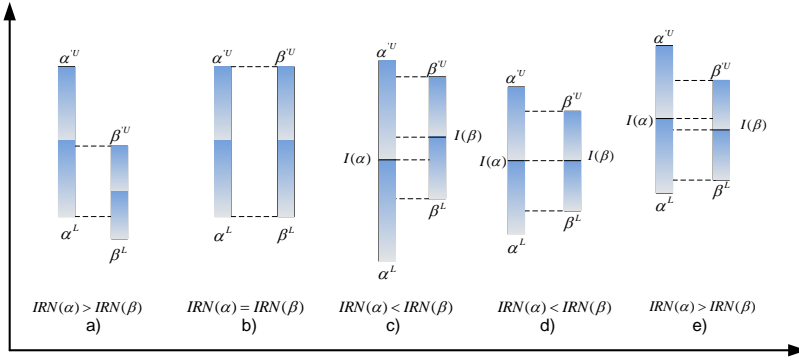 α'U
β'U
α^L
β^L
IRN(α) > IRN(β)
a)
α'U β'U
α^L β^L
IRN(α) = IRN(β)
b)
α'U
β'U
I(β)
I(α)
β^L
α^L
IRN(α) < IRN(β)
c)
α'U
β'U
I(α) I(β)
β^L
α^L
IRN(α) < IRN(β)
d)
α'U
β'U
I(α)
I(β)
β^L
α^L
IRN(α) > IRN(β)
e)